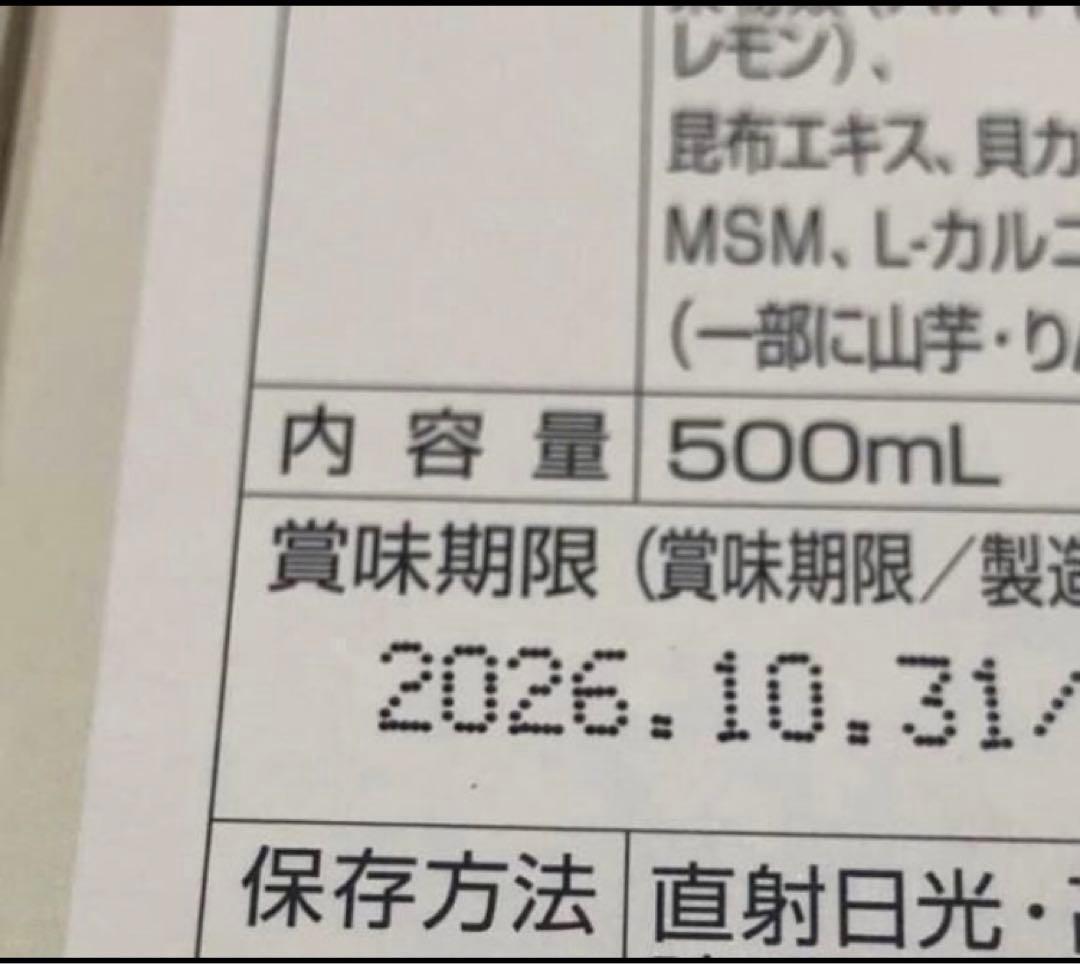 レモン)、
昆布エキス、貝カ
MSM、L-カルニ
(一部に山芋・り
内容量 500mL
賞味期限(賞味期限/製造
2026.10.31/
保存方法 直射日光・